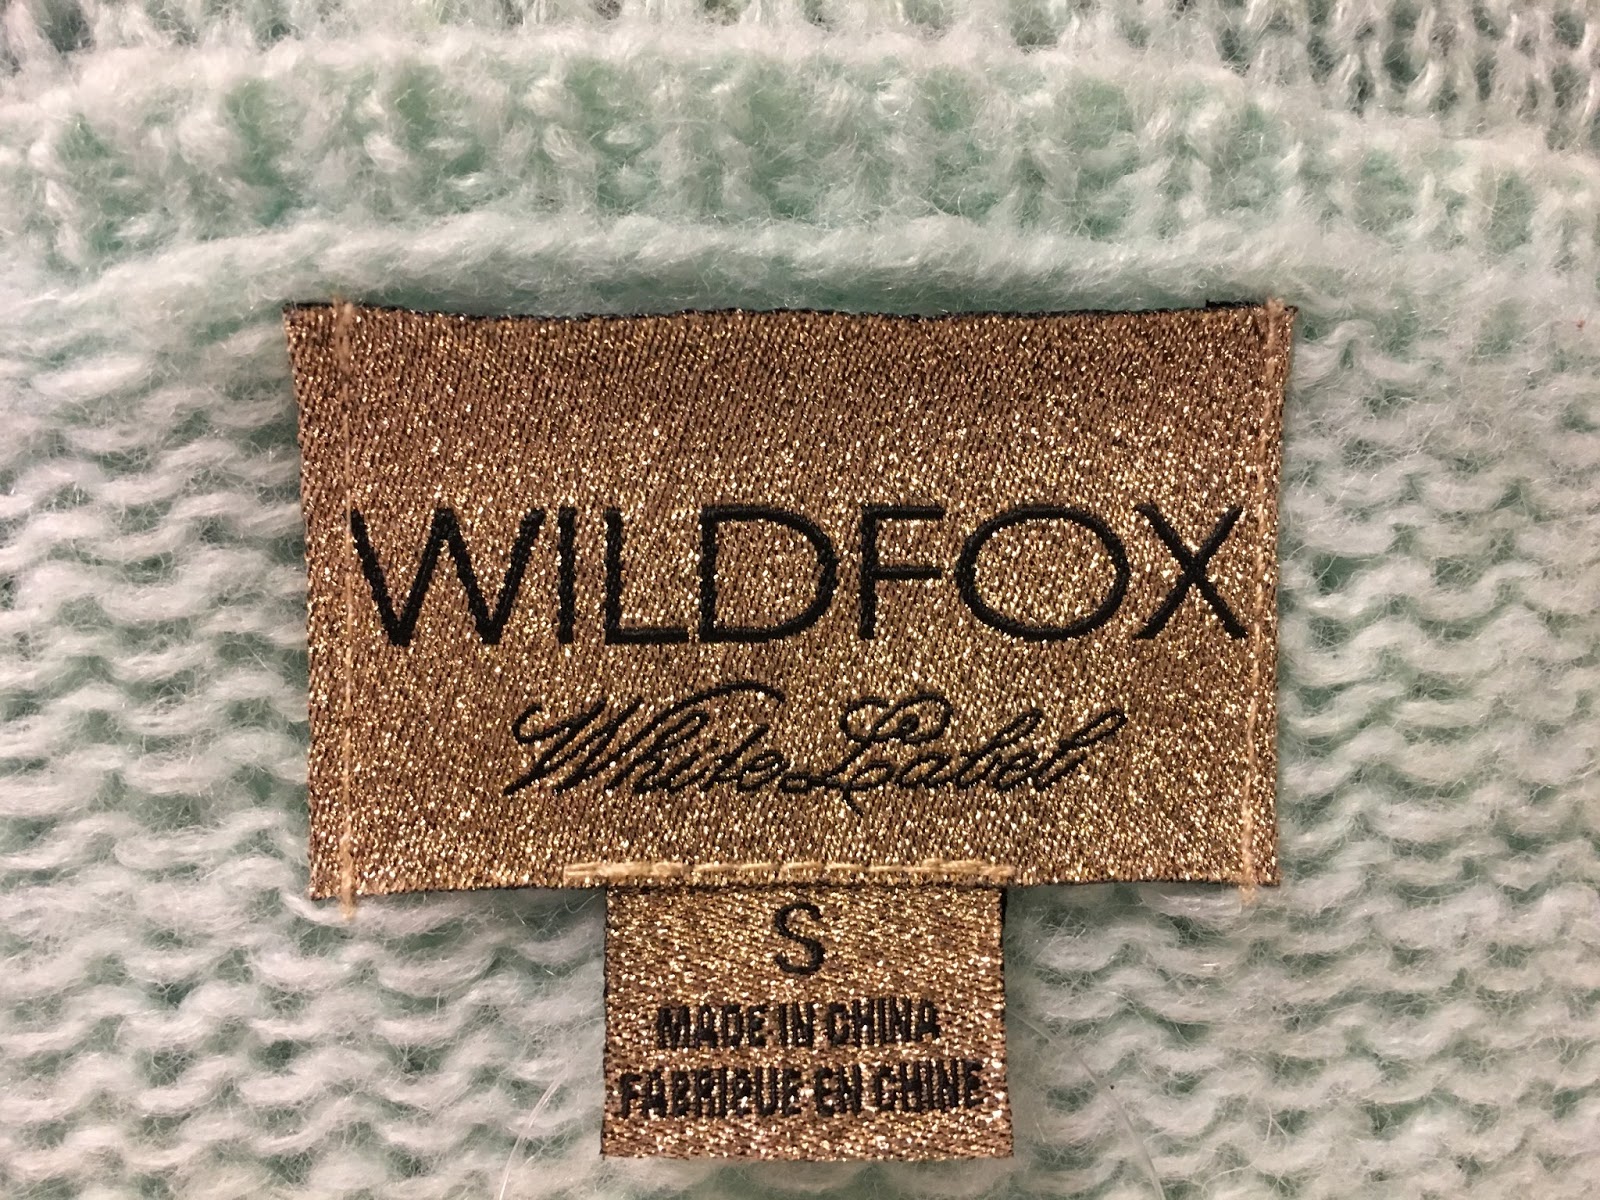 WILDFOX
White Label
S
MADE IN CHINA
FABRIQUE EN CHINE